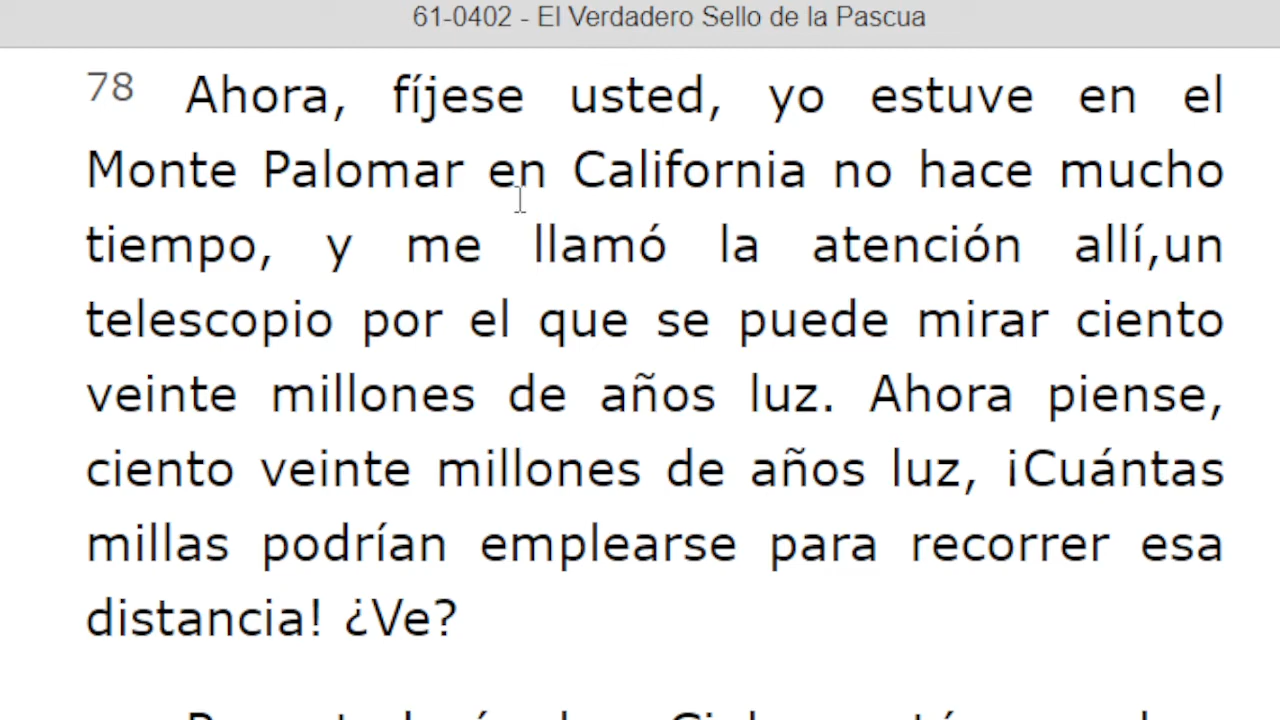 61-0402 - El Verdadero Sello de la Pascua
78 Ahora, fíjese usted, yo estuve en el
Monte Palomar en California no hace mucho
tiempo, y me llamó la atención allí,un
telescopio por el que se puede mirar ciento
veinte millones de años luz. Ahora piense,
ciento veinte millones de años luz, ¡Cuántas
millas podrían emplearse para recorrer esa
distancia! ¿Ve?